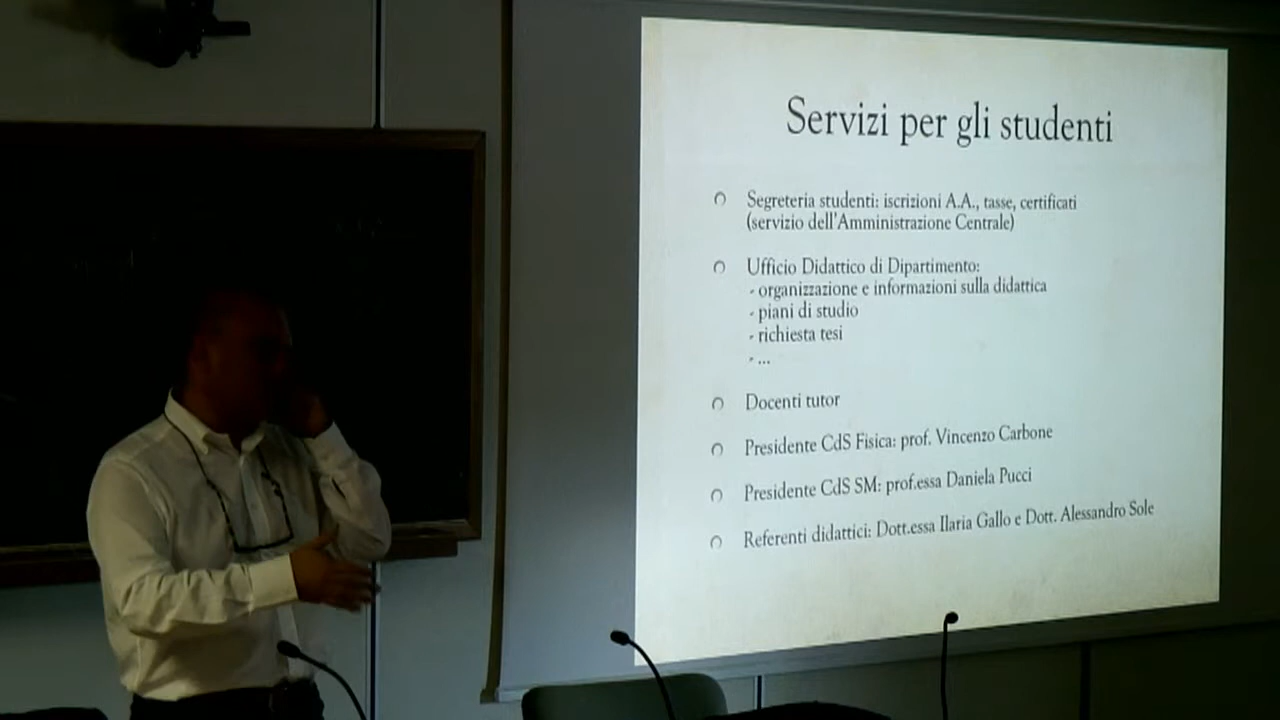 Servizi per gli studenti
Segreteria studenti: iscrizioni A.A., tasse, certificati
(servizio dell'Amministrazione Centrale)
Ufficio Didattico di Dipartimento:
- organizzazione e informazioni sulla didattica
- piani di studio
- richiesta tesi
- ...
Docenti tutor
Presidente CdS Fisica: prof. Vincenzo Carbone
Presidente CdS SM: prof.essa Daniela Pucci
Referenti didattici: Dott.essa Ilaria Gallo e Dott. Alessandro Sole